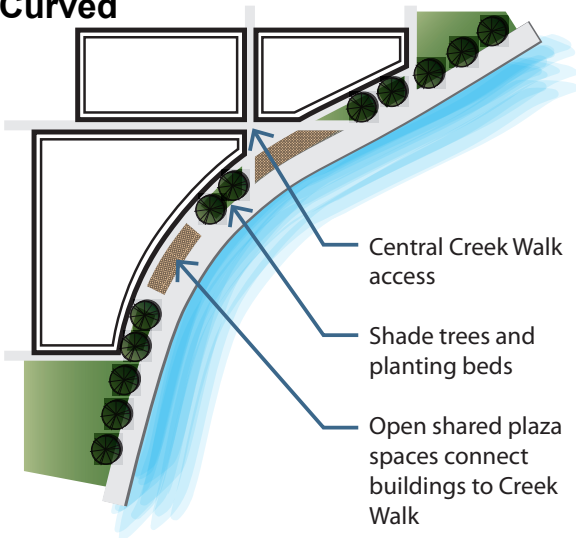 Curved
Central Creek Walk
access
Shade trees and
planting beds
Open shared plaza
spaces connect
buildings to Creek
Walk